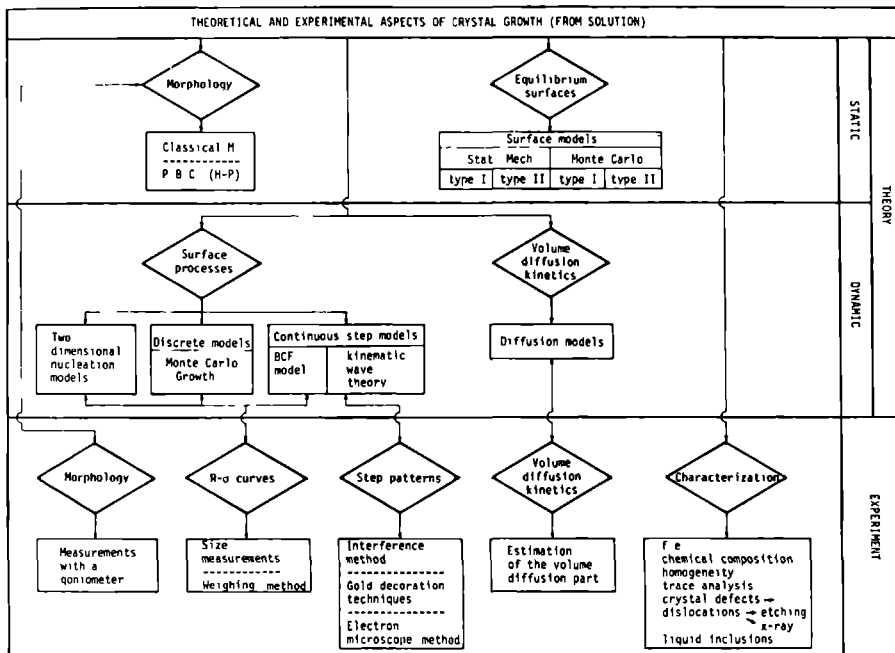 THEORETICAL AND EXPERIMENTAL ASPECTS OF CRYSTAL GROWTH (FROM SOLUTION)
Morphology
Equilibrium
surfaces
Classical M
P B C (H-P)
Surface models
Stat Mech
Monte Carlo
type I
type II
type I
type II
STATIC
THEORY
Surface
processes
Volume
diffusion
kinetics
Two
dimensional
nucleation
models
Discrete models
Monte Carlo
Growth
Continuous step models
BCF
model
kinematic
wave
theory
Diffusion models
DYNAMIC
Morphology
R-σ curves
Step patterns
Volume
diffusion
kinetics
Characterization
Measurements
with a
goniometer
Size
measurements
Weighing method
Interference
method
Gold decoration
techniques
Electron
microscope method
Estimation
of the volume
diffusion part
F e
chemical composition
homogeneity
trace analysis
crystal defects →
dislocations → etching
x-ray
liquid inclusions
EXPERIMENT